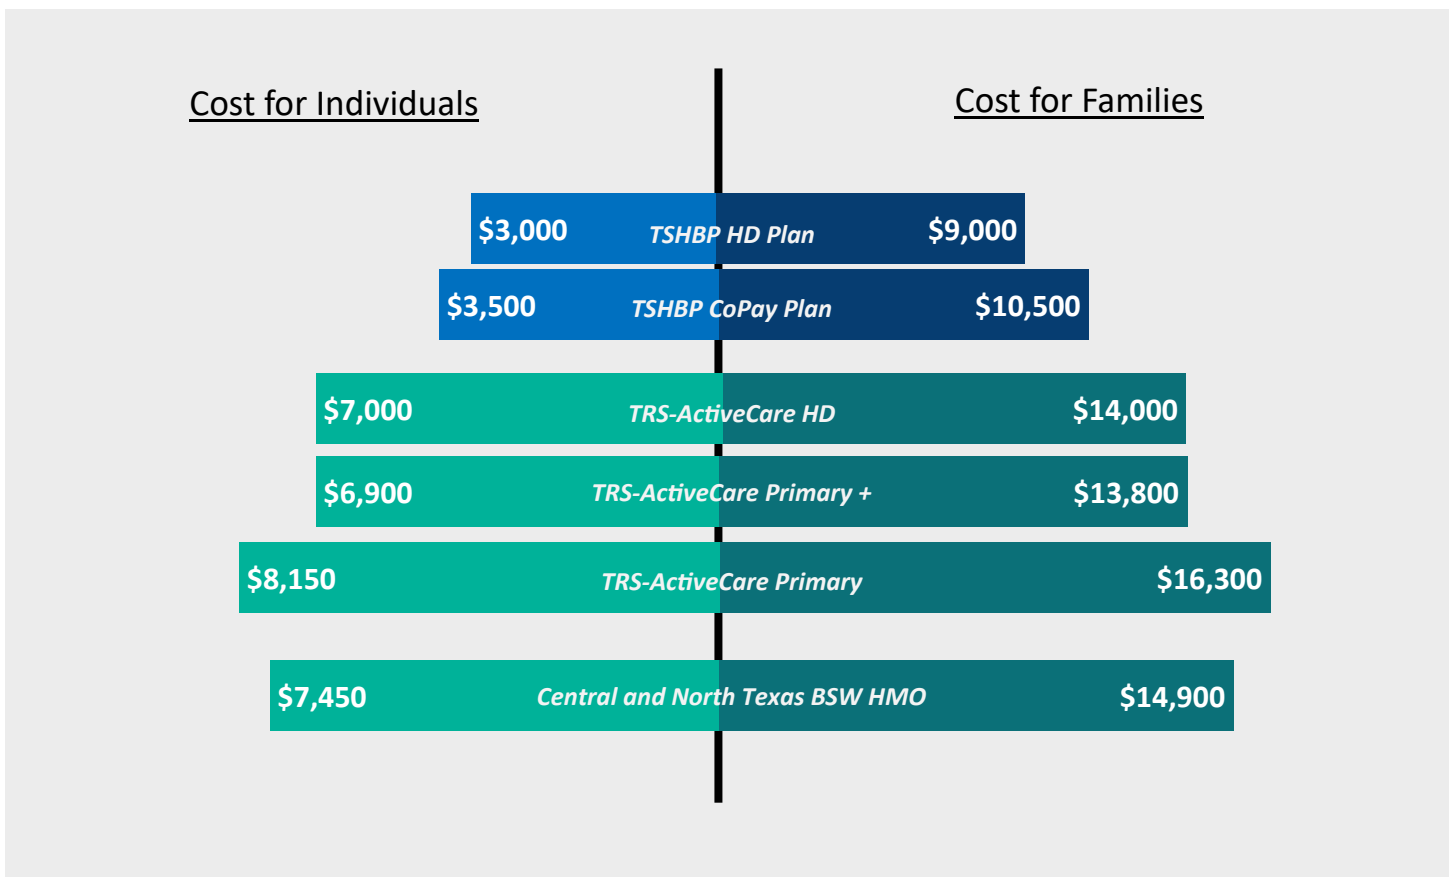 Cost for Individuals
Cost for Families
$3,000 TSHBP HD Plan $9,000
$3,500 TSHBP CoPay Plan $10,500
$7,000 TRS-ActiveCare HD $14,000
$6,900 TRS-ActiveCare Primary + $13,800
$8,150 TRS-ActiveCare Primary $16,300
$7,450 Central and North Texas BSW HMO $14,900